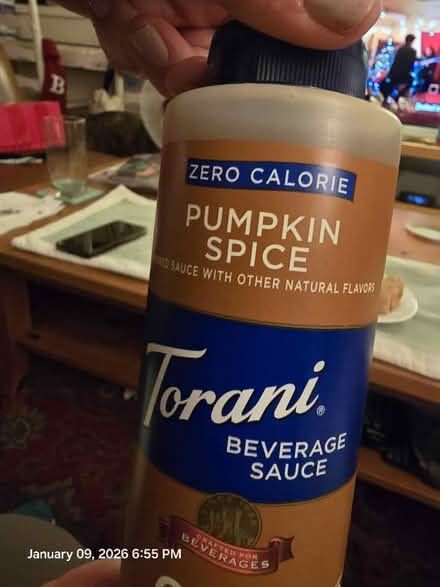 B
ZERO CALORIE
PUMPKIN
SPICE
SAUCE WITH OTHER NATURAL FLAVORS
Torani®
BEVERAGE
SAUCE
CRAFTED FOR
BEVERAGES
January 09, 2026 6:55 PM